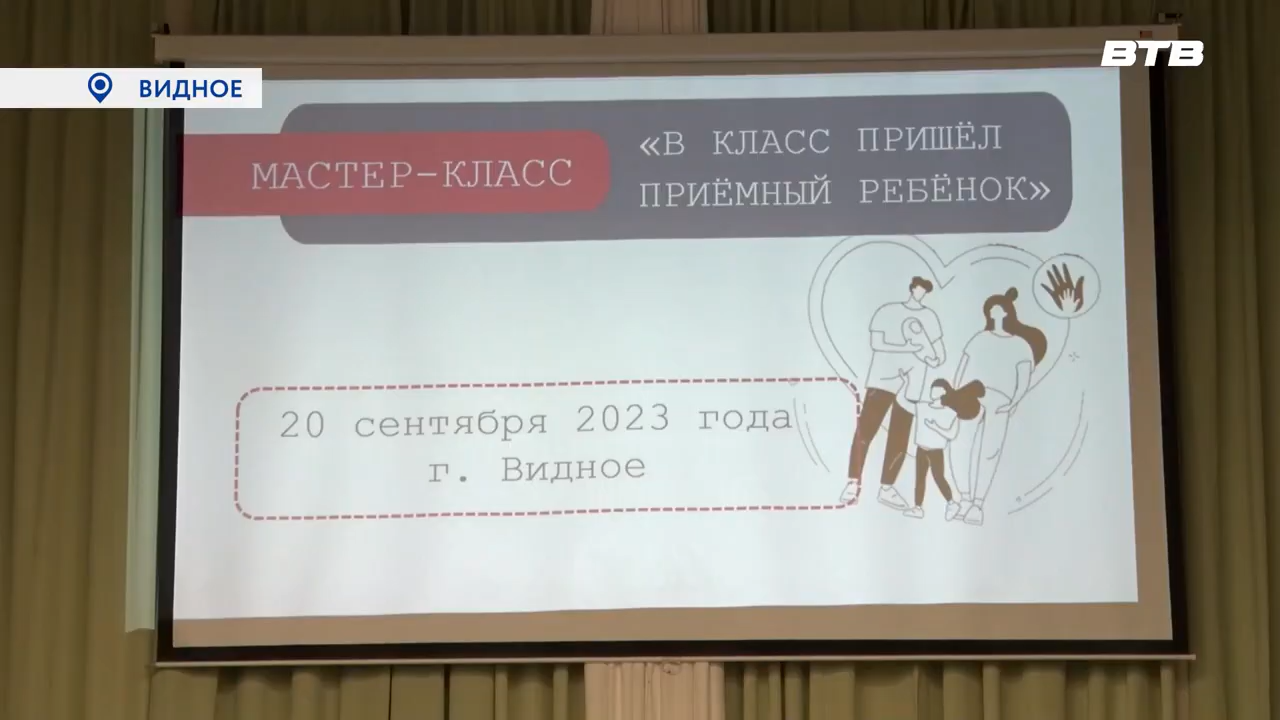 ВТВ
ВИДНОЕ
МАСТЕР-КЛАСС
«В КЛАСС ПРИШЁЛ
ПРИЁМНЫЙ РЕБЁНОК»
20 сентября 2023 года
г. Видное